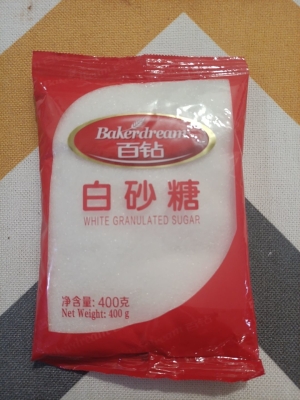 Bakerdream
百钻
白砂糖
WHITE GRANULATED SUGAR
净含量: 400克
Net Weight: 400 g